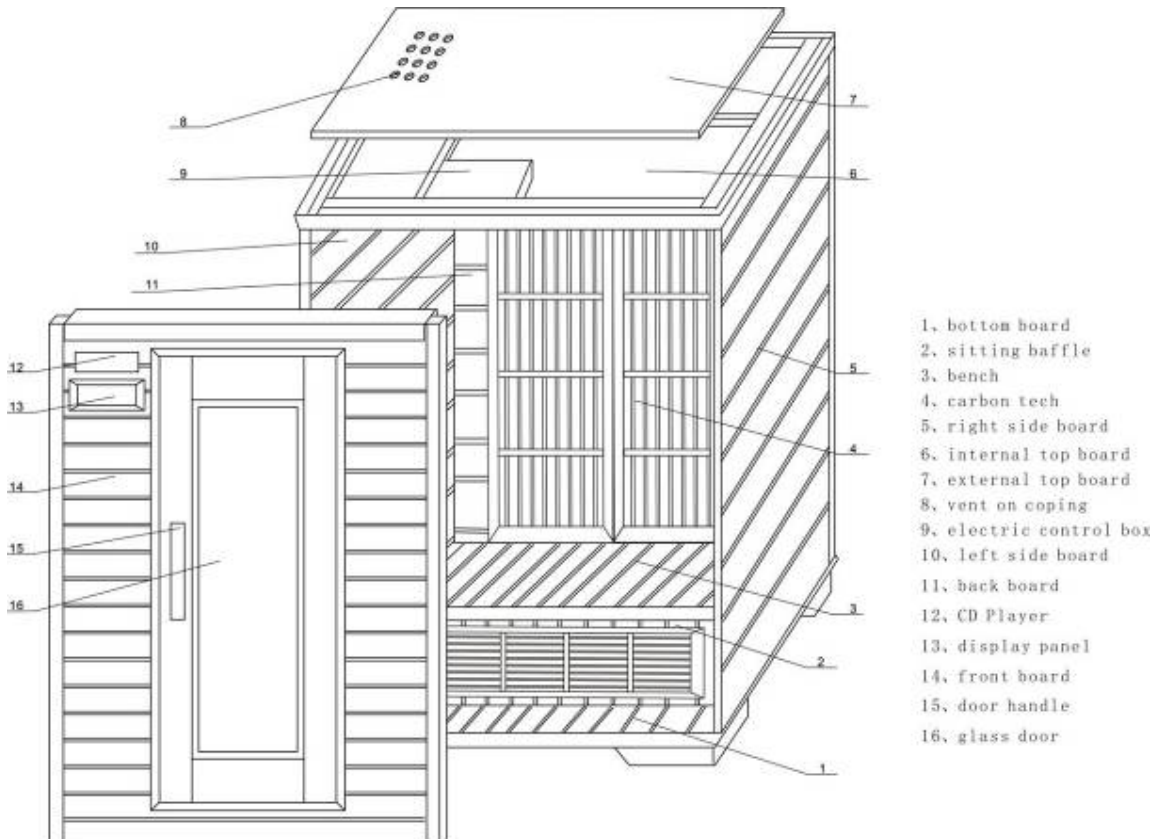 8
7
9
6
10
11
12
5
13
4
14
15
16
3
2
1
1、bottom board
2、sitting baffle
3、bench
4、carbon tech
5、right side board
6、internal top board
7、external top board
8、vent on coping
9、electric control box
10、left side board
11、back board
12、CD Player
13、display panel
14、front board
15、door handle
16、glass door